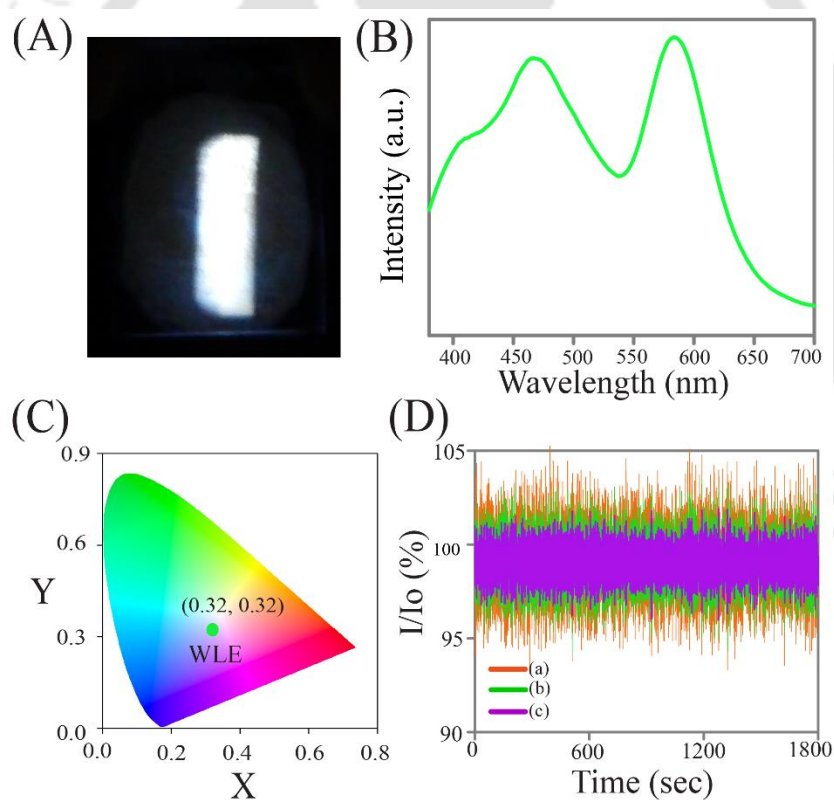 (A)
(B)
Intensity (a.u.)
400 450 500 550 600 650 700
Wavelength (nm)
(C)
0.9
0.6
0.3
0.0
Y
(0.32, 0.32)
WLE
0.0 0.2 0.4 0.6 0.8
X
(D)
105
100
95
90
I/Io (%)
(a)
(b)
(c)
0 600 1200 1800
Time (sec)